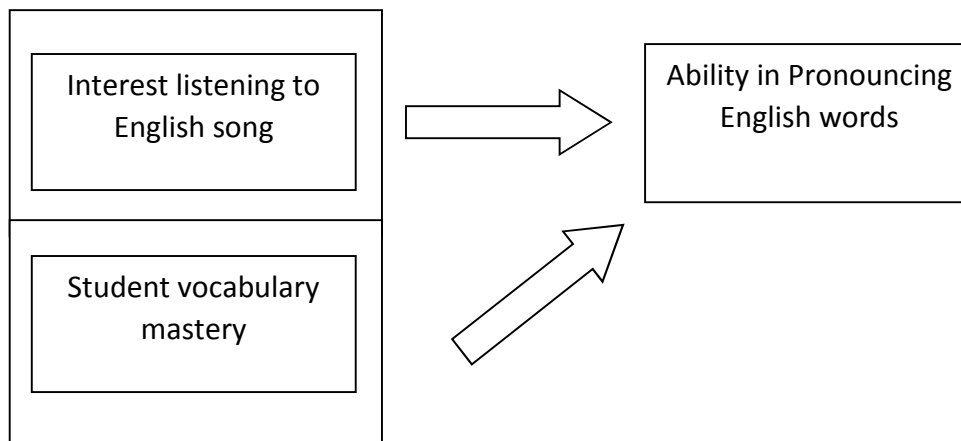 Interest listening to
English song
Ability in Pronouncing
English words
Student vocabulary
mastery